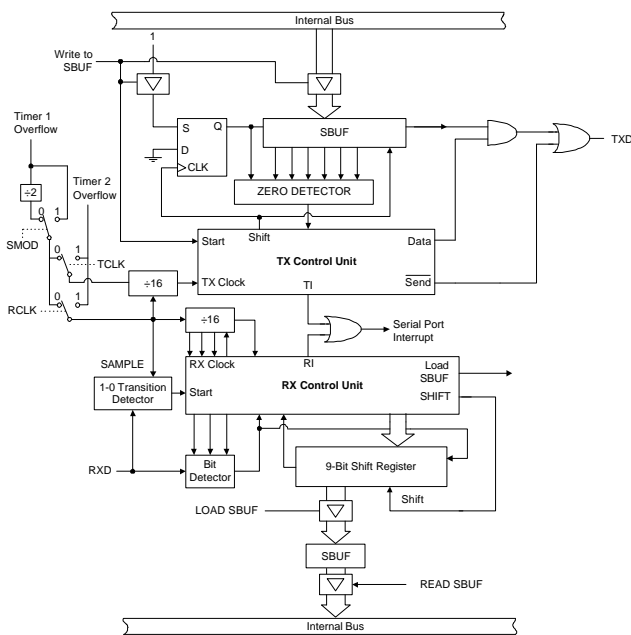 Internal Bus
1
Write to
SBUF
Timer 1
Overflow
S
Q
D
CLK
SBUF
TXD
Timer 2
Overflow
÷2
ZERO DETECTOR
0
1
SMOD
Shift
Start
TX Control Unit
Data
0
1
TCLK
÷16
TX Clock
TI
Send
0
1
RCLK
÷16
Serial Port
Interrupt
SAMPLE
RX Clock
RI
Load
SBUF
1-0 Transition
Detector
Start
RX Control Unit
SHIFT
RXD
Bit
Detector
9-Bit Shift Register
Shift
LOAD SBUF
SBUF
READ SBUF
Internal Bus